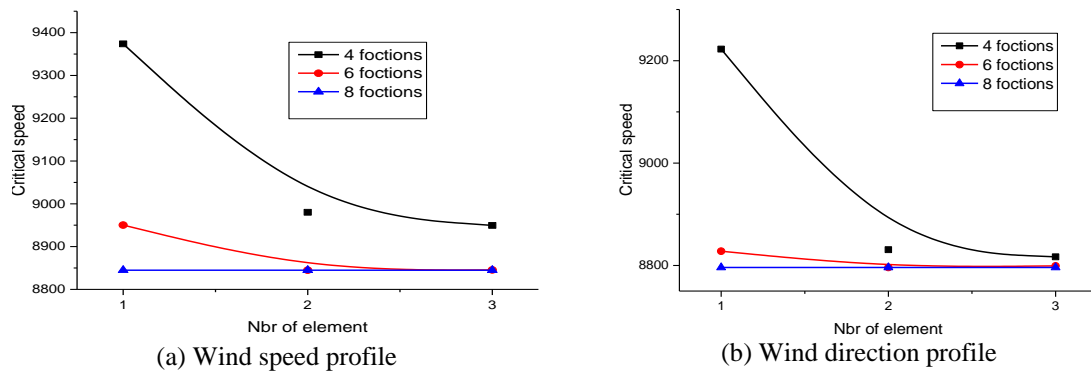 9400
9300
9200
9100
9000
8900
8800
Critical speed
4 foctions
6 foctions
8 foctions
1
2
3
Nbr of element
(a) Wind speed profile
9200
9000
8800
Critical speed
4 foctions
6 foctions
8 foctions
1
2
3
Nbr of element
(b) Wind direction profile